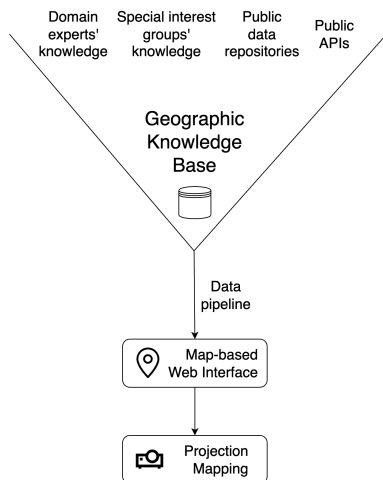 Domain
experts'
knowledge
Special interest
groups'
knowledge
Public
data
repositories
Public
APIs
Geographic
Knowledge
Base
Data
pipeline
Map-based
Web Interface
Projection
Mapping